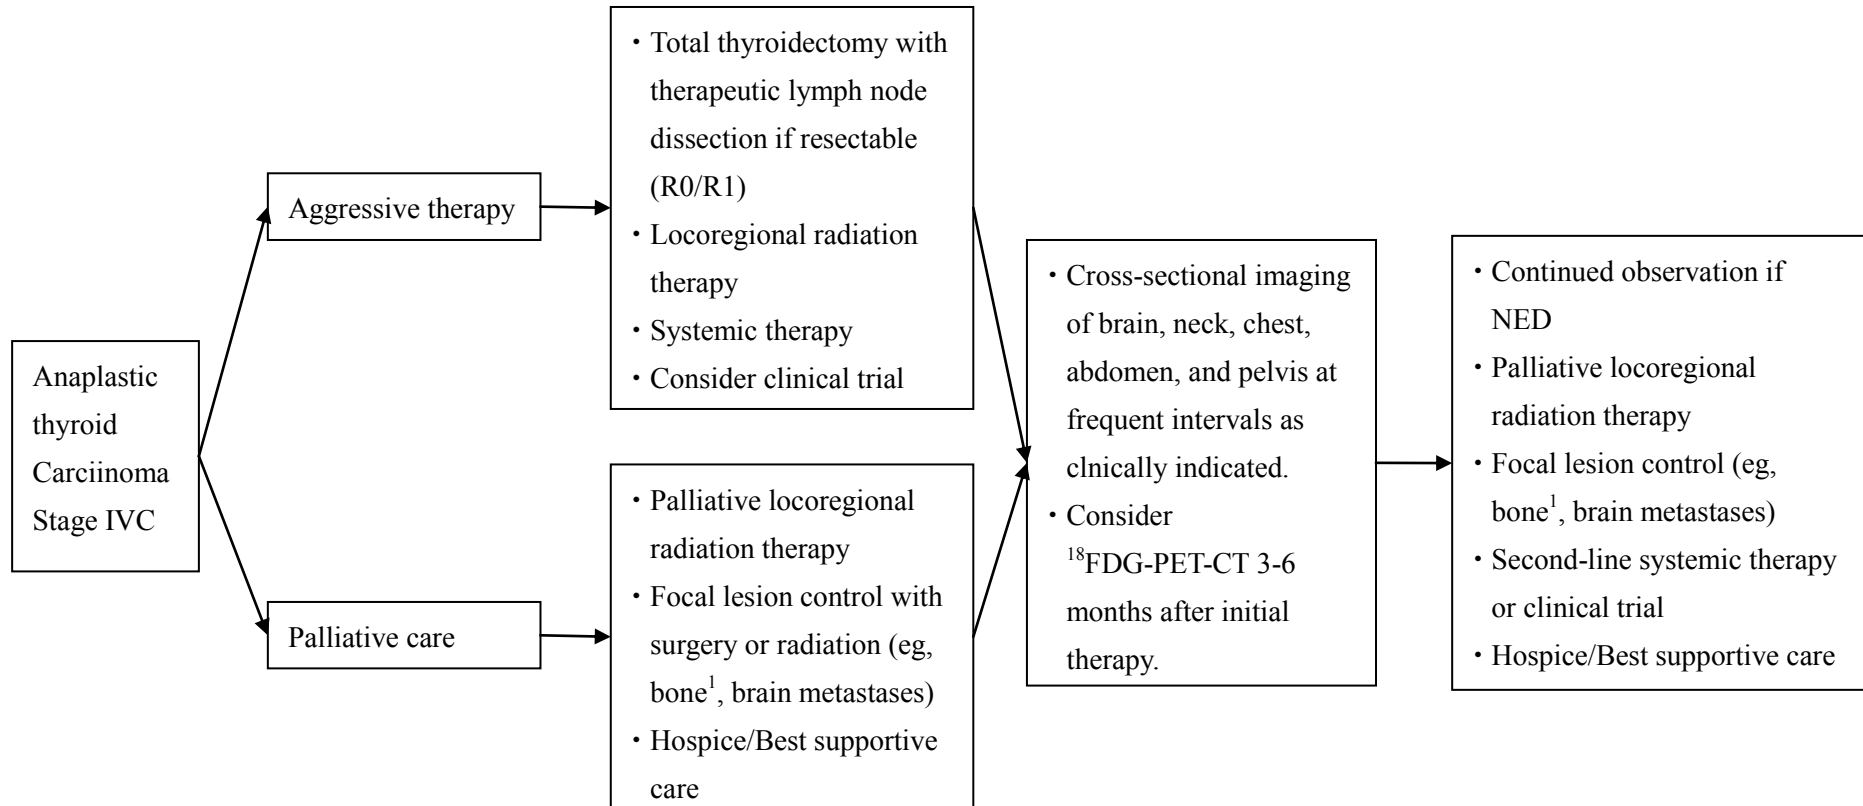 Anaplastic
thyroid
Carciinoma
Stage IVC
Aggressive therapy
Palliative care
・Total thyroidectomy with
therapeutic lymph node
dissection if resectable
(R0/R1)
・Locoregional radiation
therapy
・Systemic therapy
・Consider clinical trial
・Palliative locoregional
radiation therapy
・Focal lesion control with
surgery or radiation (eg,
bone¹, brain metastases)
・Hospice/Best supportive
care
・Cross-sectional imaging
of brain, neck, chest,
abdomen, and pelvis at
frequent intervals as
clnically indicated.
・Consider
¹⁸FDG-PET-CT 3-6
months after initial
therapy.
・Continued observation if
NED
・Palliative locoregional
radiation therapy
・Focal lesion control (eg,
bone¹, brain metastases)
・Second-line systemic therapy
or clinical trial
・Hospice/Best supportive care